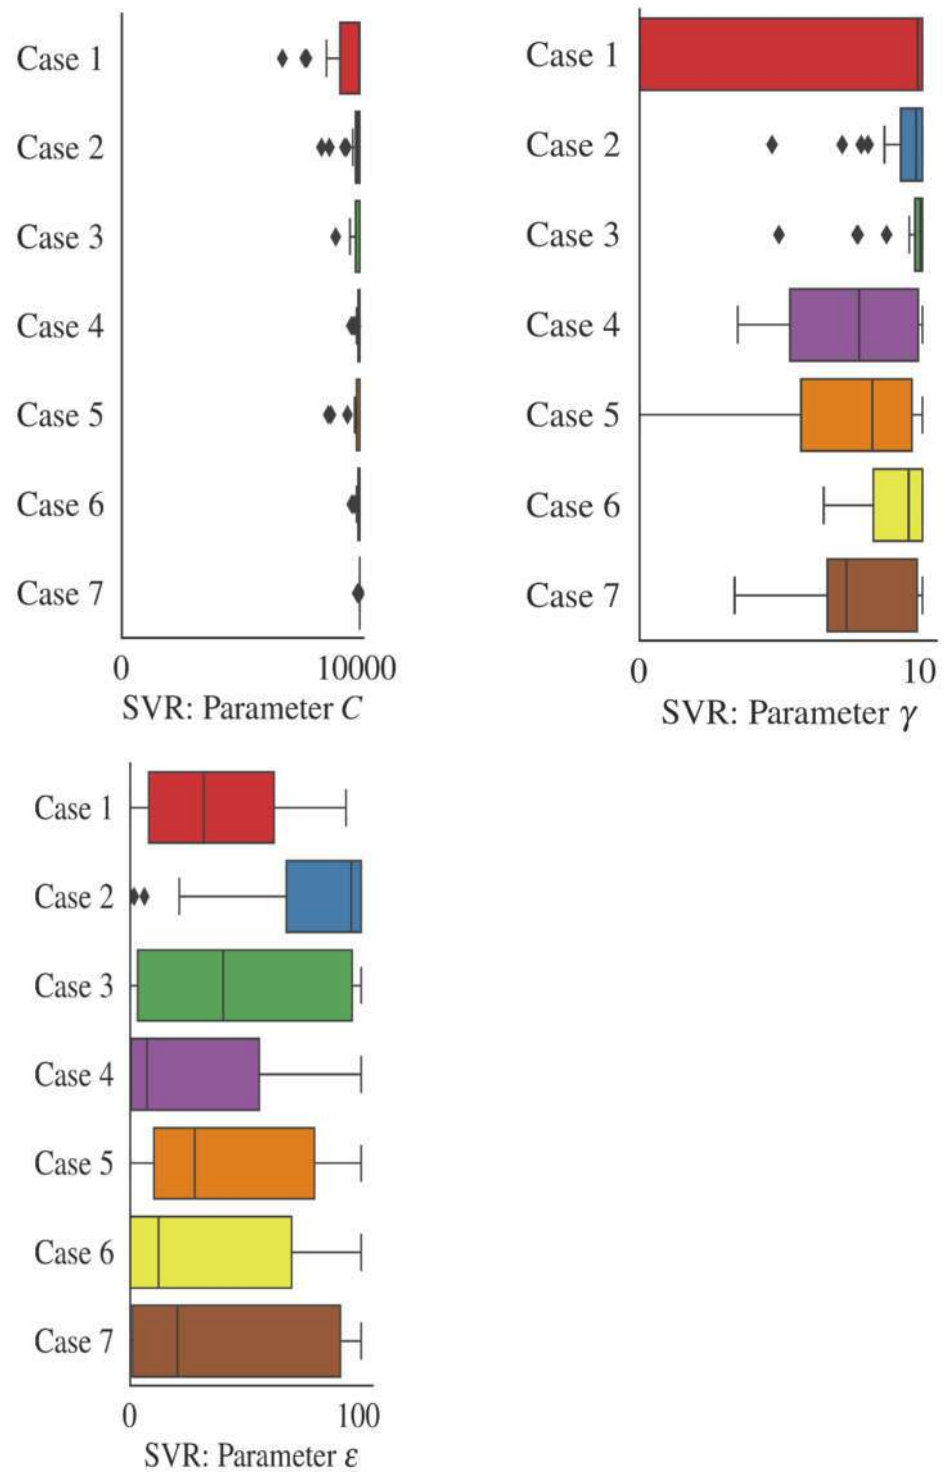 Case 1
Case 2
Case 3
Case 4
Case 5
Case 6
Case 7
0 10000
SVR: Parameter C
Case 1
Case 2
Case 3
Case 4
Case 5
Case 6
Case 7
0 10
SVR: Parameter γ
Case 1
Case 2
Case 3
Case 4
Case 5
Case 6
Case 7
0 100
SVR: Parameter ε